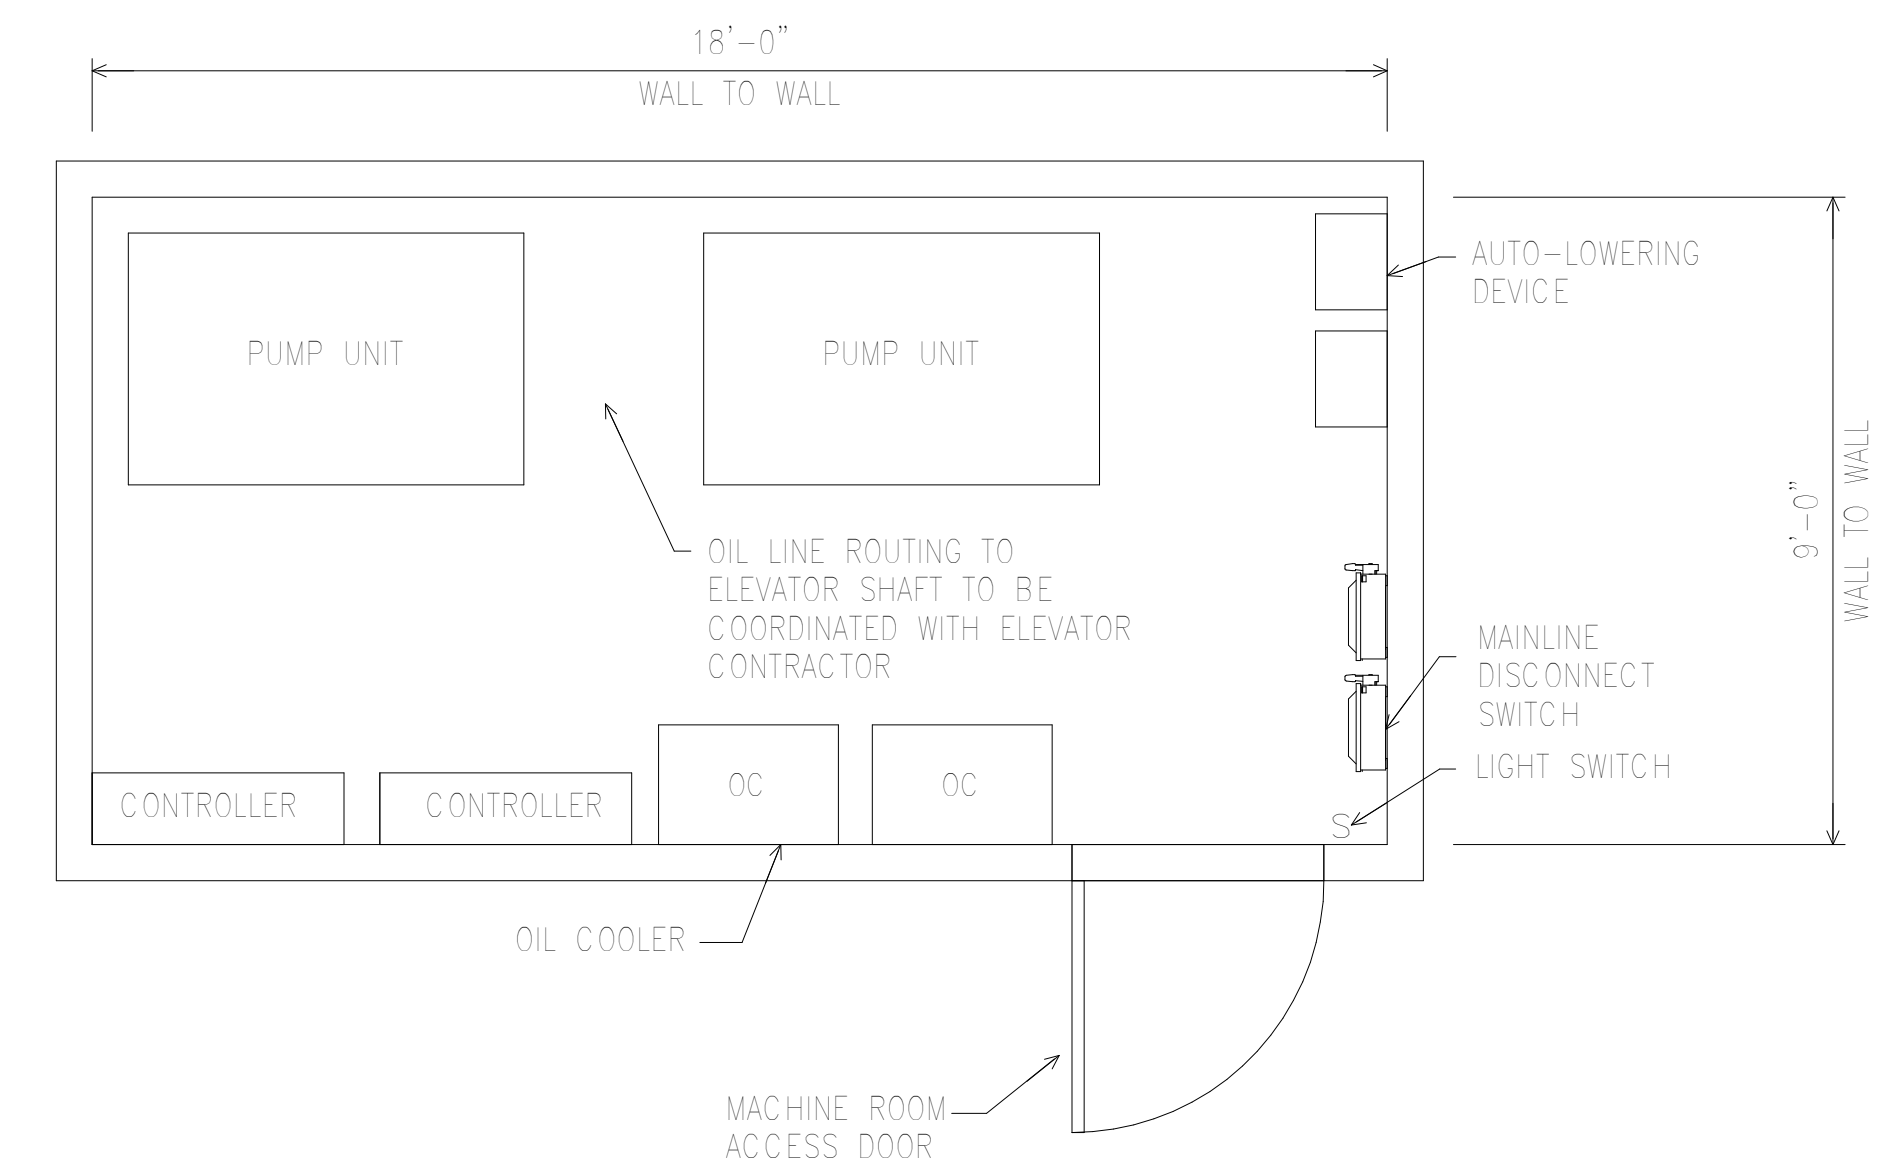 18'-0"
WALL TO WALL
AUTO-LOWERING
DEVICE
PUMP UNIT
PUMP UNIT
9'-0"
WALL TO WALL
OIL LINE ROUTING TO
ELEVATOR SHAFT TO BE
COORDINATED WITH ELEVATOR
CONTRACTOR
MAINLINE
DISCONNECT
SWITCH
LIGHT SWITCH
OC
OC
CONTROLLER
CONTROLLER
S
OIL COOLER
MACHINE ROOM
ACCESS DOOR